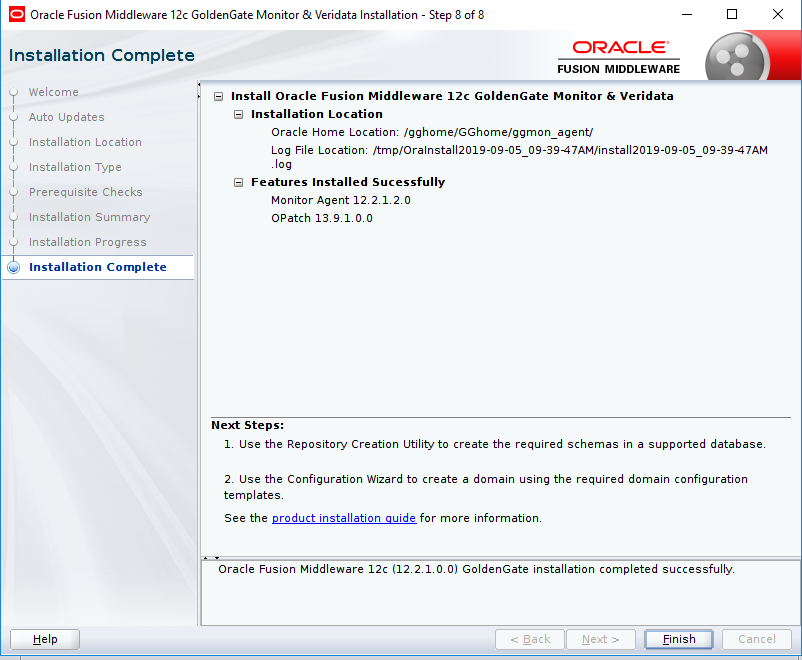 Oracle Fusion Middleware 12c GoldenGate Monitor & Veridata Installation - Step 8 of 8
Installation Complete
ORACLE
FUSION MIDDLEWARE
Welcome
Auto Updates
Installation Location
Installation Type
Prerequisite Checks
Installation Summary
Installation Progress
Installation Complete
Install Oracle Fusion Middleware 12c GoldenGate Monitor & Veridata
Installation Location
Oracle Home Location: /gghome/GGhome/ggmon_agent/
Log File Location: /tmp/OraInstall2019-09-05_09-39-47AM/install2019-09-05_09-39-47AM
.log
Features Installed Sucessfully
Monitor Agent 12.2.1.2.0
OPatch 13.9.1.0.0
Next Steps:
1. Use the Repository Creation Utility to create the required schemas in a supported database.
2. Use the Configuration Wizard to create a domain using the required domain configuration
templates.
See the product installation guide for more information.
Oracle Fusion Middleware 12c (12.2.1.0.0) GoldenGate installation completed successfully.
Help
< Back
Next >
Finish
Cancel